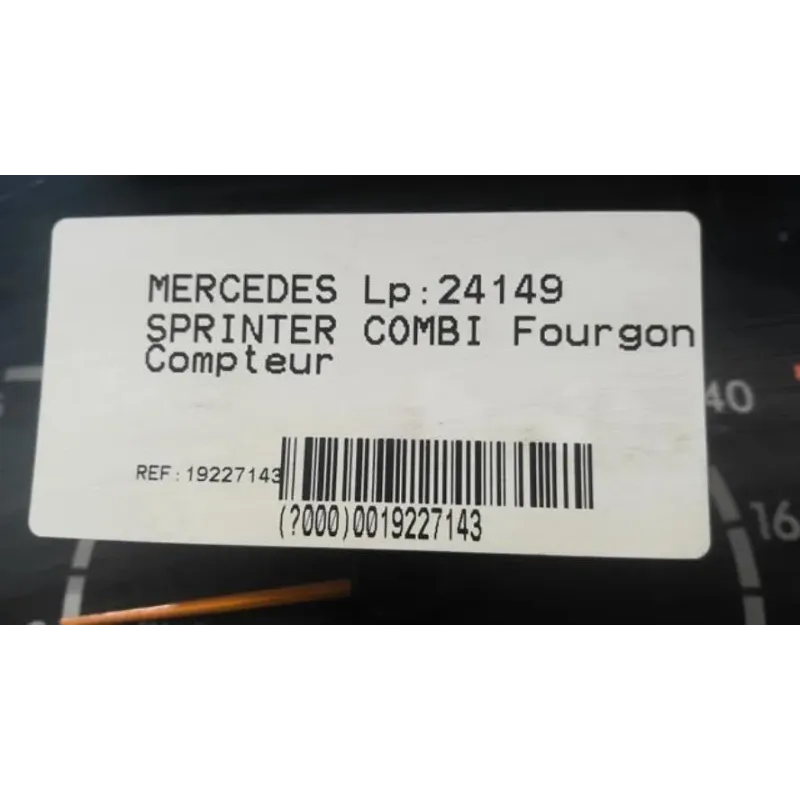 MERCEDES Lp:24149
SPRINTER COMBI Fourgon
Compteur
REF:19227143
(?000)0019227143
40
16